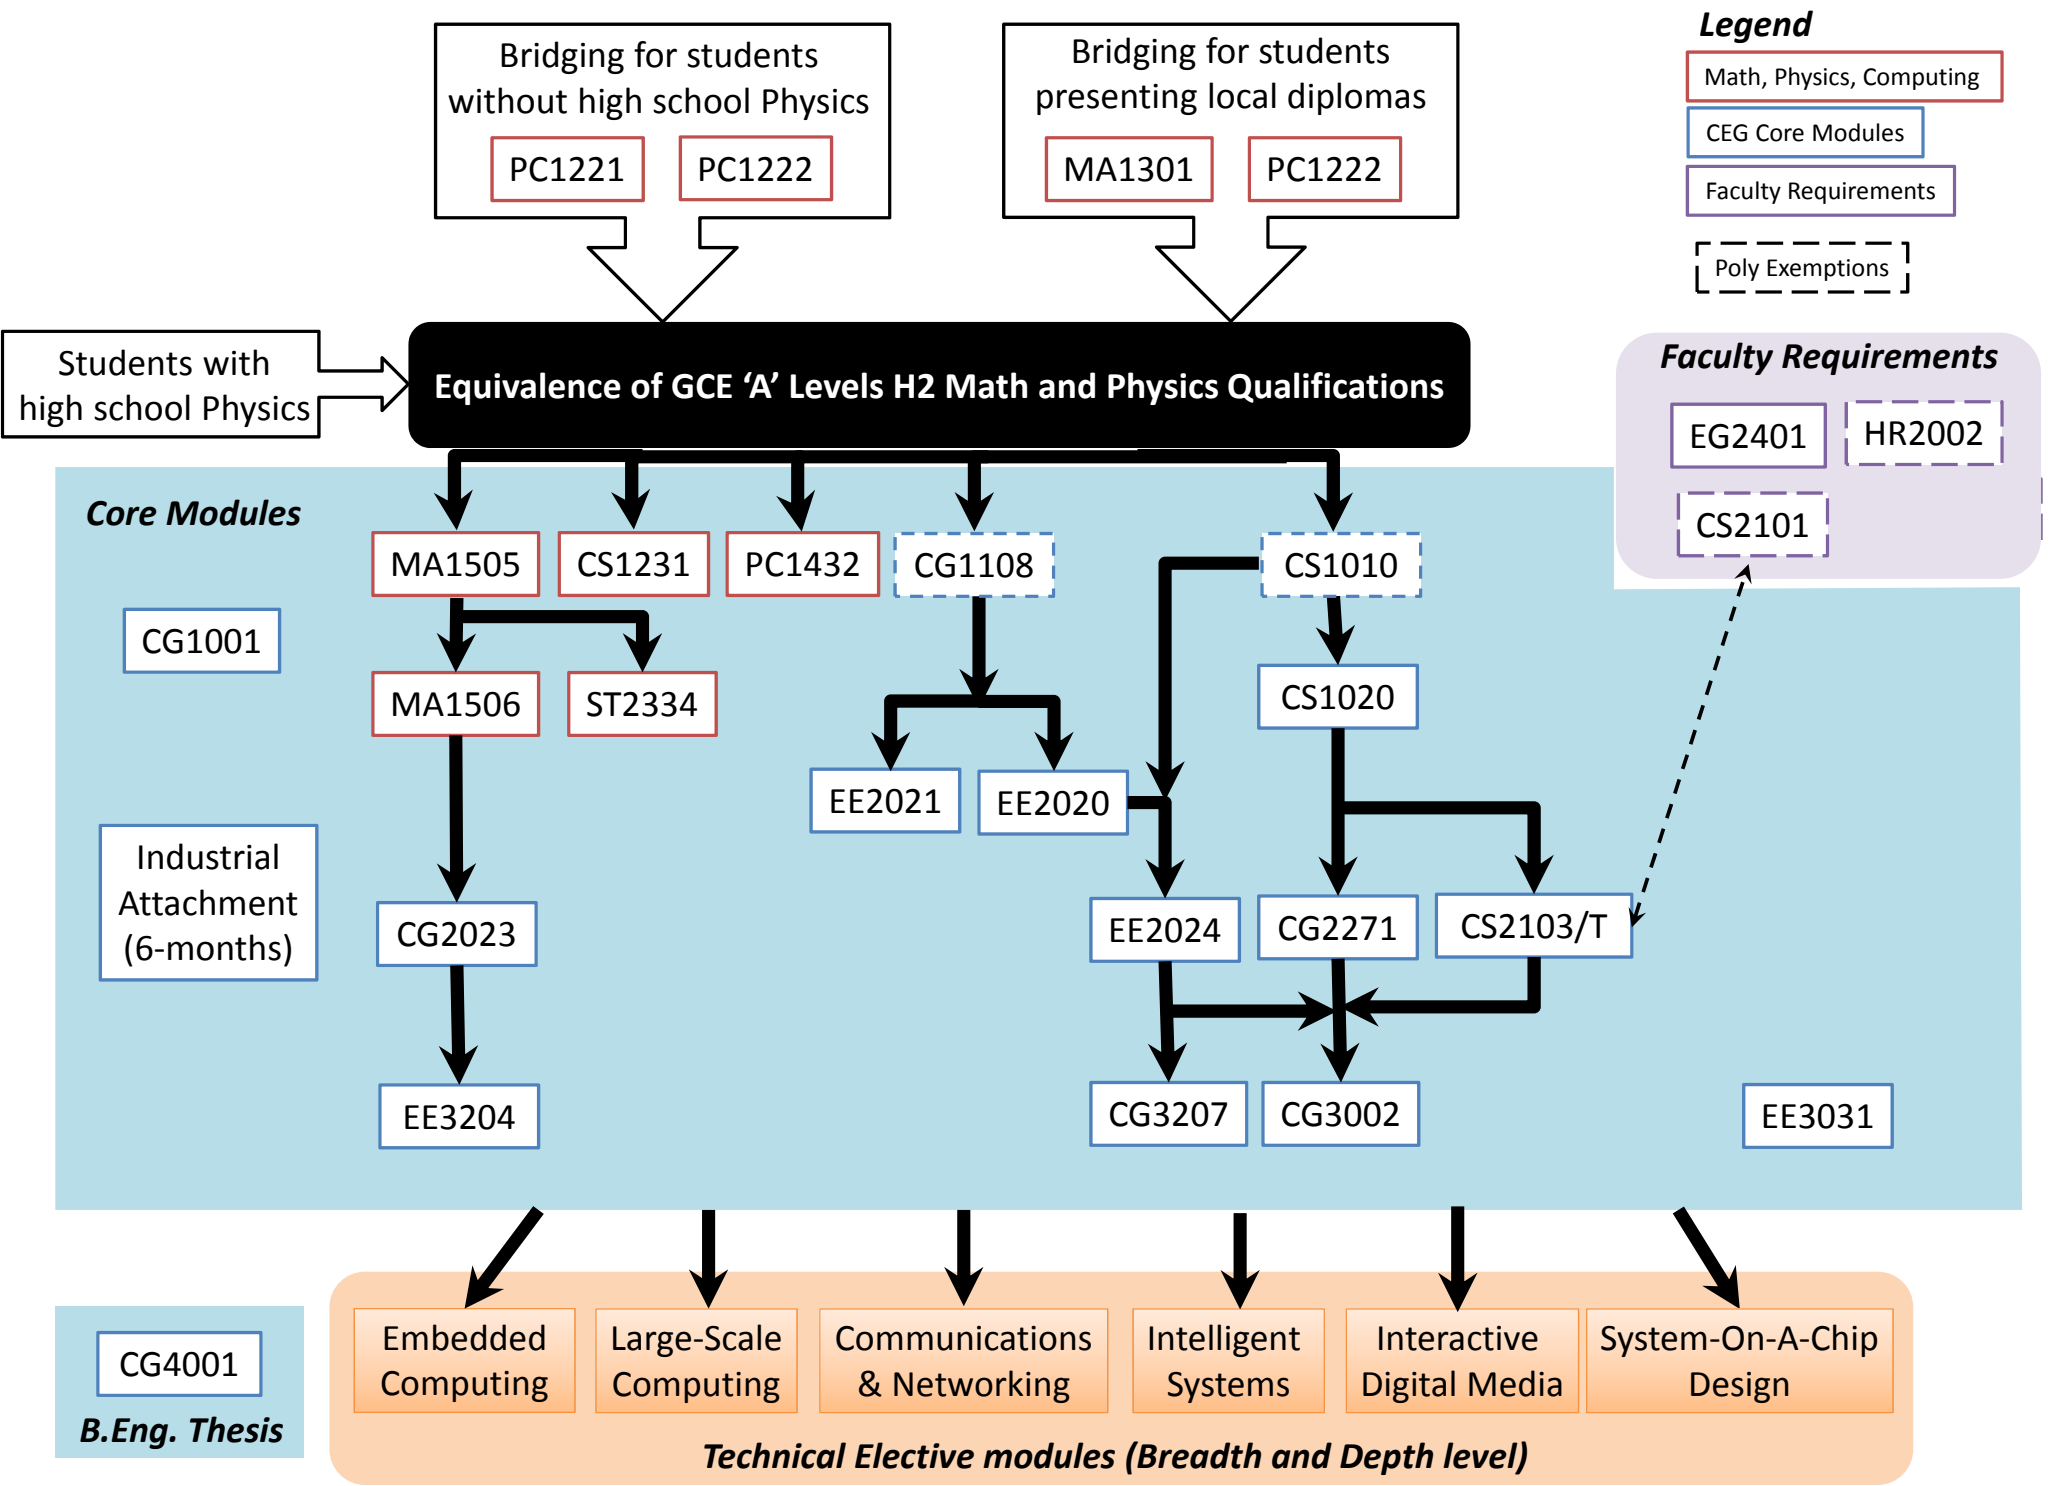 Bridging for students
without high school Physics
PC1221
PC1222
Bridging for students
presenting local diplomas
MA1301
PC1222
Legend
Math, Physics, Computing
CEG Core Modules
Faculty Requirements
Poly Exemptions
Students with
high school Physics
Equivalence of GCE ‘A’ Levels H2 Math and Physics Qualifications
Faculty Requirements
EG2401
HR2002
CS2101
Core Modules
MA1505
CS1231
PC1432
CG1108
CS1010
CG1001
MA1506
ST2334
CS1020
EE2021
EE2020
Industrial
Attachment
(6-months)
CG2023
EE2024
CG2271
CS2103/T
EE3204
CG3207
CG3002
EE3031
CG4001
B.Eng. Thesis
Embedded
Computing
Large-Scale
Computing
Communications
& Networking
Intelligent
Systems
Interactive
Digital Media
System-On-A-Chip
Design
Technical Elective modules (Breadth and Depth level)